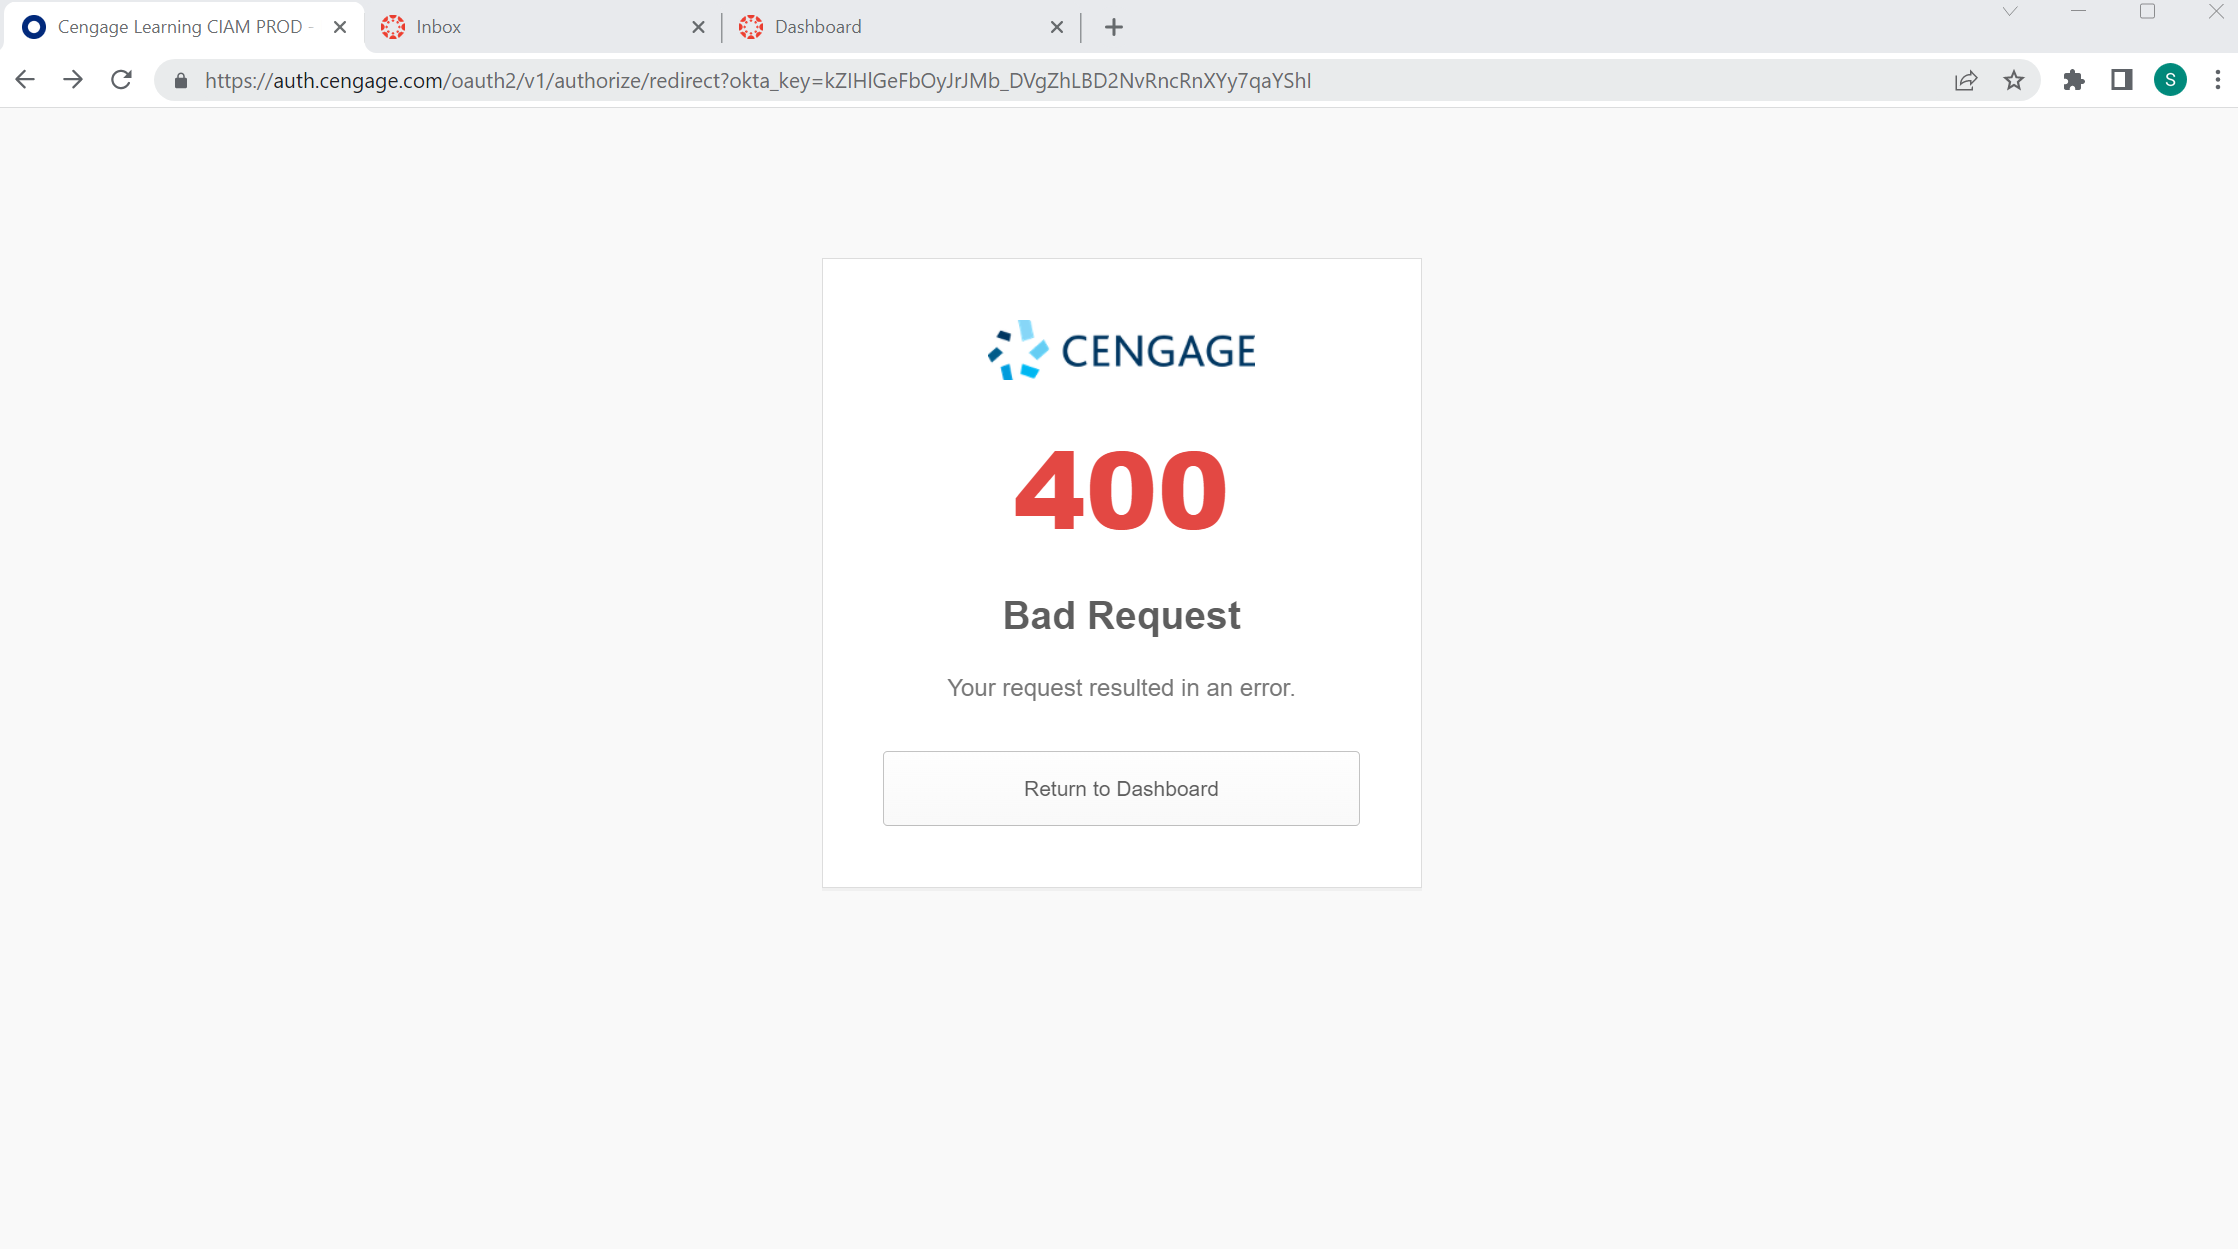 Cengage Learning CIAM PROD -
Inbox
Dashboard
https://auth.cengage.com/oauth2/v1/authorize/redirect?okta_key=kZIHlGeFbOyJrJMb_DVgZhLBD2NvRncRnXYy7qaYShI
S
CENGAGE
400
Bad Request
Your request resulted in an error.
Return to Dashboard